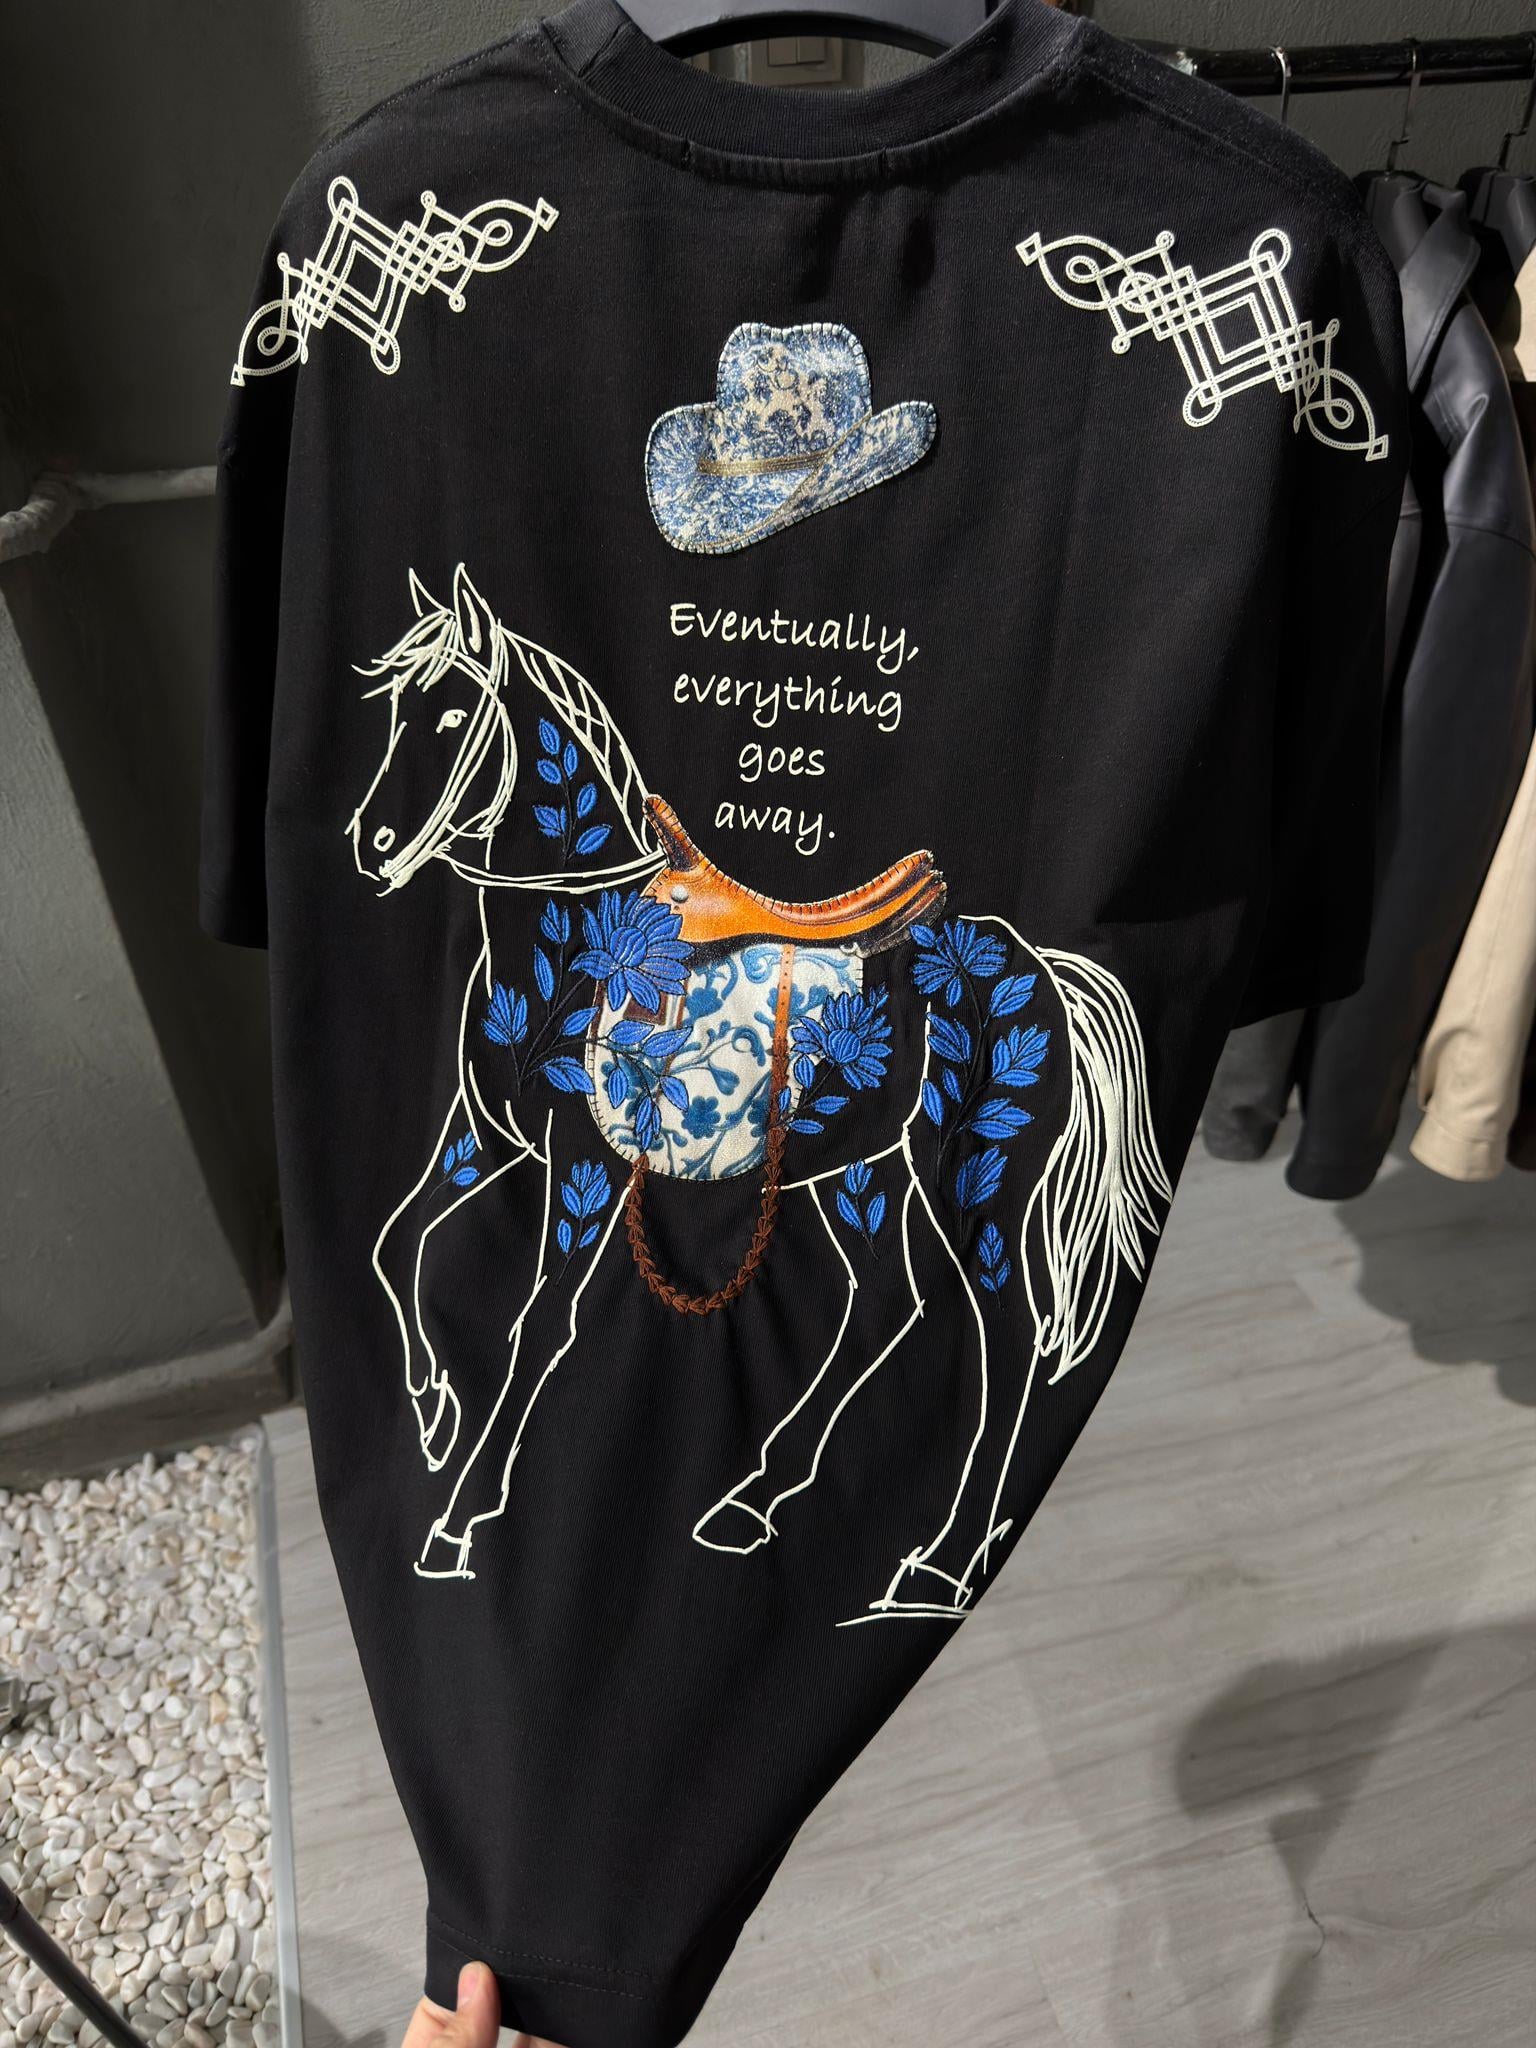 Eventually,
everything
goes
away.